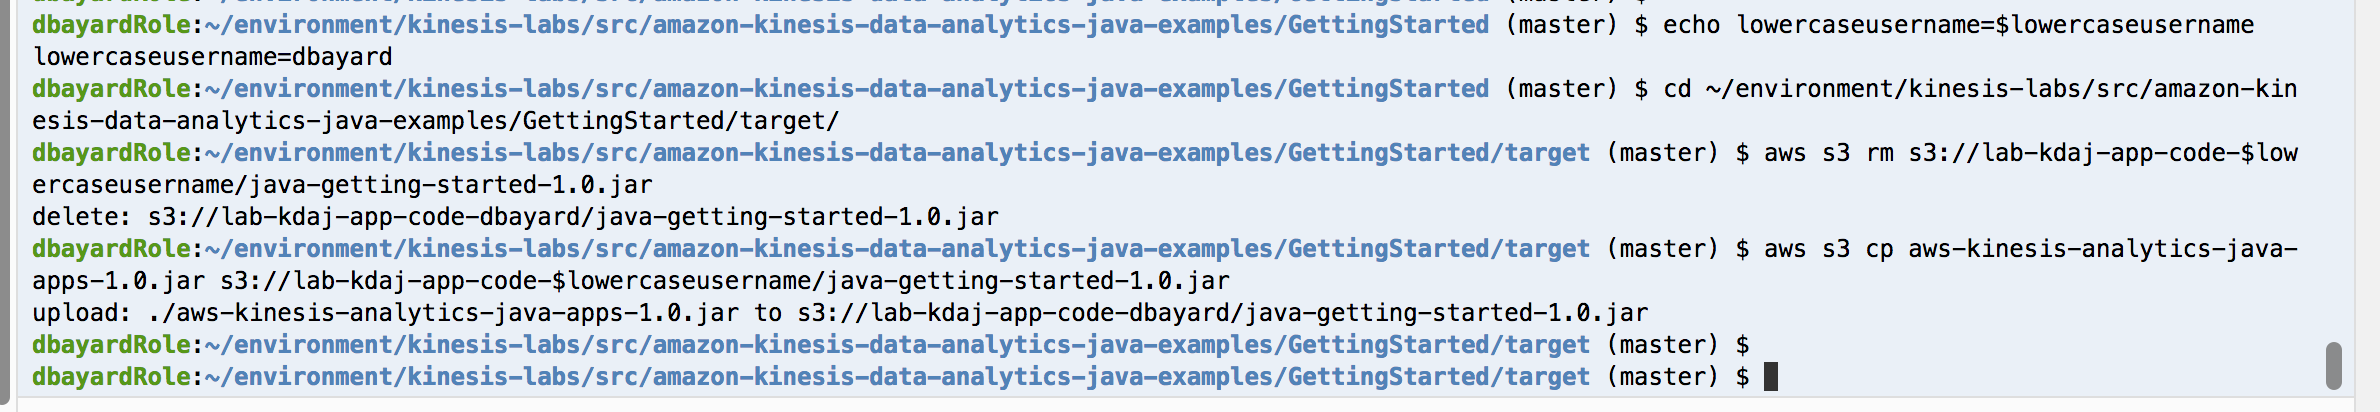 dbayardRole:~/environment/kinesis-labs/src/amazon-kinesis-data-analytics-java-examples/GettingStarted (master) $ echo lowercaseusername=$lowercaseusername
lowercaseusername=dbayard
dbayardRole:~/environment/kinesis-labs/src/amazon-kinesis-data-analytics-java-examples/GettingStarted (master) $ cd ~/environment/kinesis-labs/src/amazon-kin
esis-data-analytics-java-examples/GettingStarted/target/
dbayardRole:~/environment/kinesis-labs/src/amazon-kinesis-data-analytics-java-examples/GettingStarted/target (master) $ aws s3 rm s3://lab-kdaj-app-code-$low
ercaseusername/java-getting-started-1.0.jar
delete: s3://lab-kdaj-app-code-dbayard/java-getting-started-1.0.jar
dbayardRole:~/environment/kinesis-labs/src/amazon-kinesis-data-analytics-java-examples/GettingStarted/target (master) $ aws s3 cp aws-kinesis-analytics-java-
apps-1.0.jar s3://lab-kdaj-app-code-$lowercaseusername/java-getting-started-1.0.jar
upload: ./aws-kinesis-analytics-java-apps-1.0.jar to s3://lab-kdaj-app-code-dbayard/java-getting-started-1.0.jar
dbayardRole:~/environment/kinesis-labs/src/amazon-kinesis-data-analytics-java-examples/GettingStarted/target (master) $
dbayardRole:~/environment/kinesis-labs/src/amazon-kinesis-data-analytics-java-examples/GettingStarted/target (master) $